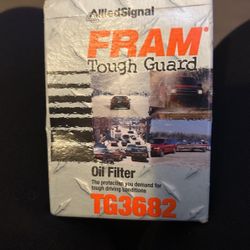 AlliedSignal
FRAM
Tough Guard
Oil Filter
The protection you demand for
tough driving conditions
TG3682